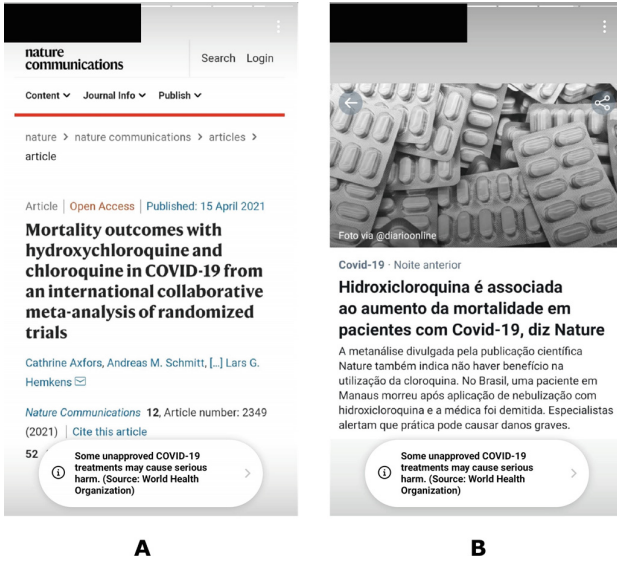 nature
communications
Search Login
Content Journal Info Publish
nature > nature communications > articles >
article
Article | Open Access | Published: 15 April 2021
Mortality outcomes with
hydroxychloroquine and
chloroquine in COVID-19 from
an international collaborative
meta-analysis of randomized
trials
Cathrine Axfors, Andreas M. Schmitt, [...] Lars G.
Hemkens
Nature Communications 12, Article number: 2349
(2021) | Cite this article
52
Some unapproved COVID-19
treatments may cause serious
harm. (Source: World Health
Organization)
A
Foto via @diarioonline
Covid-19 · Noite anterior
Hidroxicloroquina é associada
ao aumento da mortalidade em
pacientes com Covid-19, diz Nature
A metanálise divulgada pela publicação científica
Nature também indica não haver benefício na
utilização da cloroquina. No Brasil, uma paciente em
Manaus morreu após aplicação de nebulização com
hidroxicloroquina e a médica foi demitida. Especialistas
alertam que prática pode causar danos graves.
Some unapproved COVID-19
treatments may cause serious
harm. (Source: World Health
Organization)
B